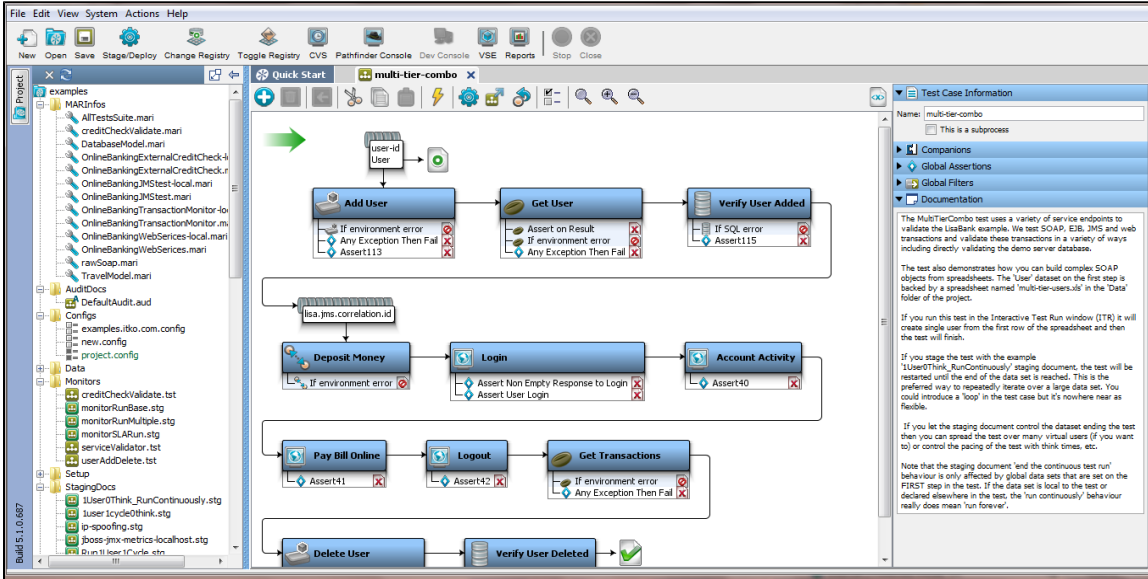 File Edit View System Actions Help
New Open Save Stage/Deploy Change Registry Toggle Registry CVS Pathfinder Console Dev Console VSE Reports Stop Close
Project
Build 5.1.0.687
examples
MARInfos
AllTestsSuite.mari
creditCheckValidate.mari
DatabaseModel.mari
OnlineBankingExternalCreditCheck-l
OnlineBankingExternalCreditCheck.r
OnlineBankingJMStest-local.mari
OnlineBankingJMStest.mari
OnlineBankingTransactionMonitor-lo
OnlineBankingTransactionMonitor.m
OnlineBankingWebSerices-local.mari
OnlineBankingWebSerices.mari
rawSoap.mari
TravelModel.mari
AuditDocs
DefaultAudit.aud
Configs
examples.itko.com.config
new.config
project.config
Data
Monitors
creditCheckValidate.tst
monitorRunBase.stg
monitorRunMultiple.stg
monitorSLARun.stg
serviceValidator.tst
userAddDelete.tst
Setup
StagingDocs
1User0Think_RunContinuously.stg
1user1cycle0think.stg
ip-spoofing.stg
jboss-jmx-metrics-localhost.stg
Run1User1Cycle.stg
Quick Start
multi-tier-combo
user-id
User
Add User
If environment error
Any Exception Then Fail
Assert113
Get User
Assert on Result
If environment error
Any Exception Then Fail
Verify User Added
If SQL error
Assert115
lisa.jms.correlation.id
Deposit Money
If environment error
Login
Assert Non Empty Response to Login
Assert User Login
Account Activity
Assert40
Pay Bill Online
Assert41
Logout
Assert42
Get Transactions
If environment error
Any Exception Then Fail
Delete User
Verify User Deleted
Test Case Information
Name: multi-tier-combo
This is a subprocess
Companions
Global Assertions
Global Filters
Documentation
The MultiTierCombo test uses a variety of service endpoints to
validate the LisaBank example. We test SOAP, EJB, JMS and web
transactions and validate these transactions in a variety of ways
including directly validating the demo server database.
The test also demonstrates how you can build complex SOAP
objects from spreadsheets. The 'User' dataset on the first step is
backed by a spreadsheet named 'multi-tier-users.xls' in the 'Data'
folder of the project.
If you run this test in the Interactive Test Run window (ITR) it will
create single user from the first row of the spreadsheet and then
the test will finish.
If you stage the test with the example
'1User0Think_RunContinuously' staging document, the test will be
restarted until the end of the data set is reached. This is the
preferred way to repeatedly iterate over a large data set. You
could introduce a 'loop' in the test case but it's nowhere near as
flexible.
If you let the staging document control the dataset ending the test
then you can spread the test over many virtual users (if you want
to) or control the pacing of the test with think times, etc.
Note that the staging document 'end the continuous test run'
behaviour is only affected by global data sets that are set on the
FIRST step in the test. If the data set is local to the test or
declared elsewhere in the test, the 'run continuously' behaviour
really does mean 'run forever'.